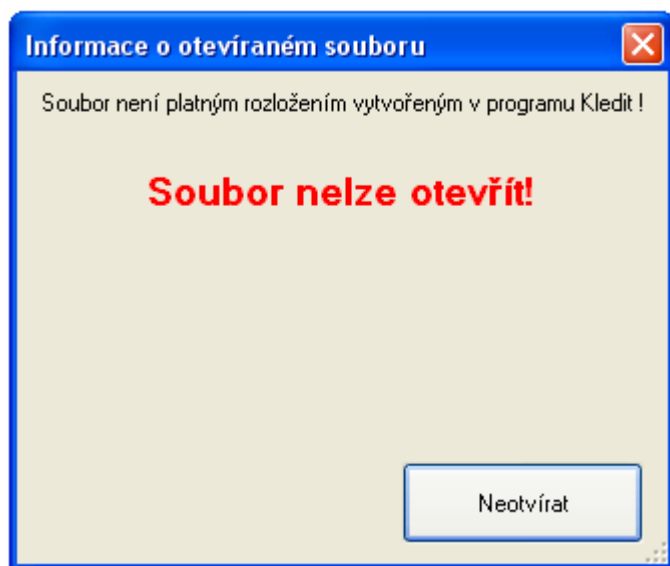 Informace o otevíraném souboru
Soubor není platným rozložením vytvořeným v programu Kledit !
Soubor nelze otevřít!
Neotvírat